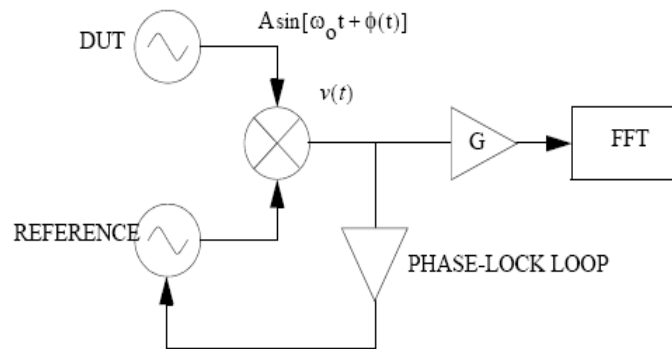 DUT
A sin[ω₀t + ϕ(t)]
v(t)
G
FFT
REFERENCE
PHASE-LOCK LOOP